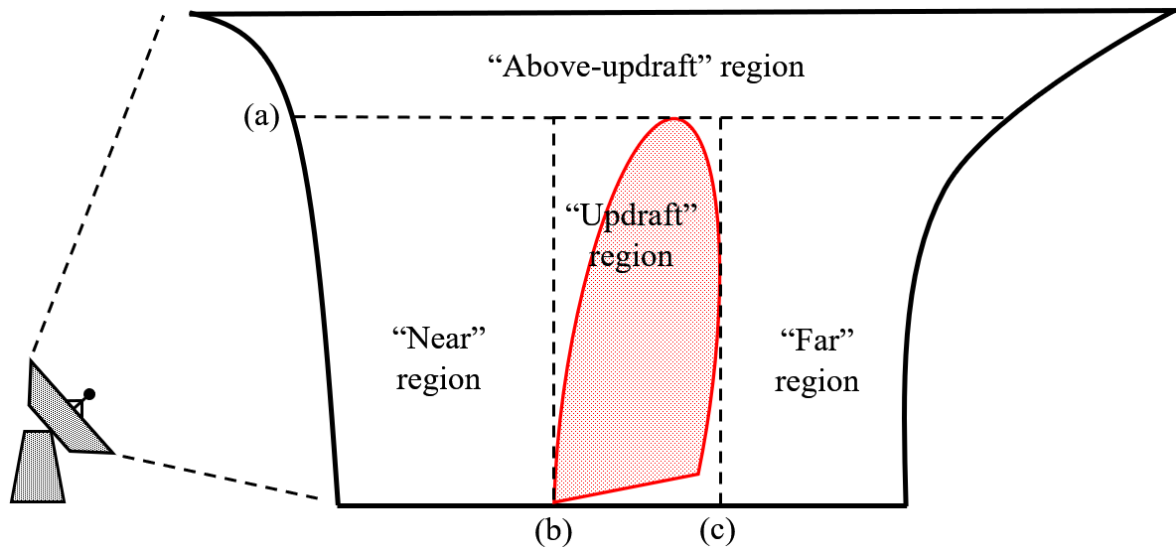 “Above-updraft” region
(a)
“Updraft”
region
“Near”
region
“Far”
region
(b)
(c)